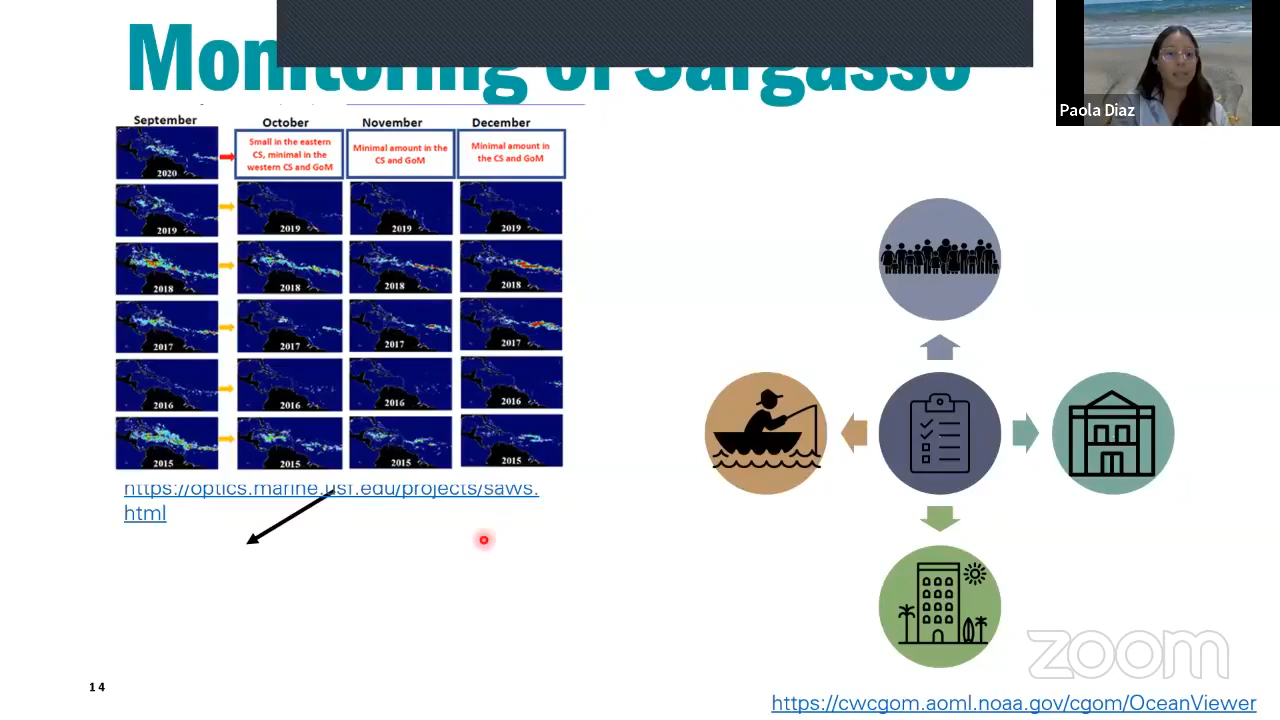 Monitoring of Sargasso
September October November December
Small in the eastern
CS, minimal in the
western CS and GoM
Minimal amount in the
CS and GoM
Minimal amount in
the CS and GoM
2020
2019 2019 2019 2019
2018 2018 2018 2018
2017 2017 2017 2017
2016 2016 2016 2016
2015 2015 2015 2015
https://optics.marine.usf.edu/projects/saws.
html
Paola Diaz
zoom
14
https://cwcgom.aoml.noaa.gov/cgom/OceanViewer